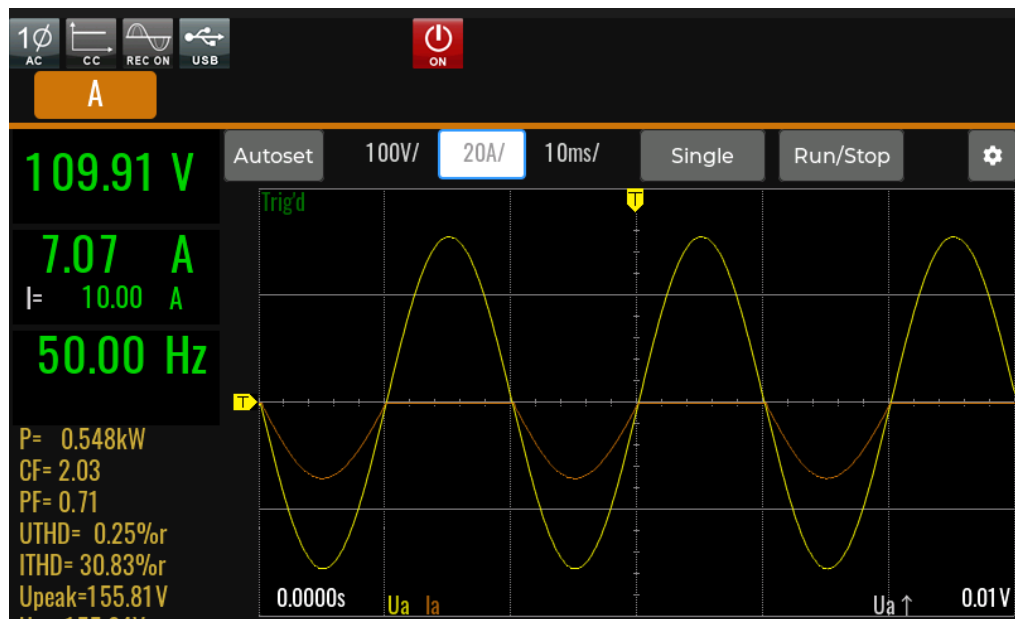 1Ø AC
CC
REC ON
USB
ON
A
109.91 V
Autoset 100V/ 20A/ 10ms/ Single Run/Stop
Trig'd
T
7.07 A
|= 10.00 A
50.00 Hz
T
P= 0.548kW
CF= 2.03
PF= 0.71
UTHD= 0.25%r
ITHD= 30.83%r
Upeak=155.81V
0.0000s Ua Ia Ua↑ 0.01V